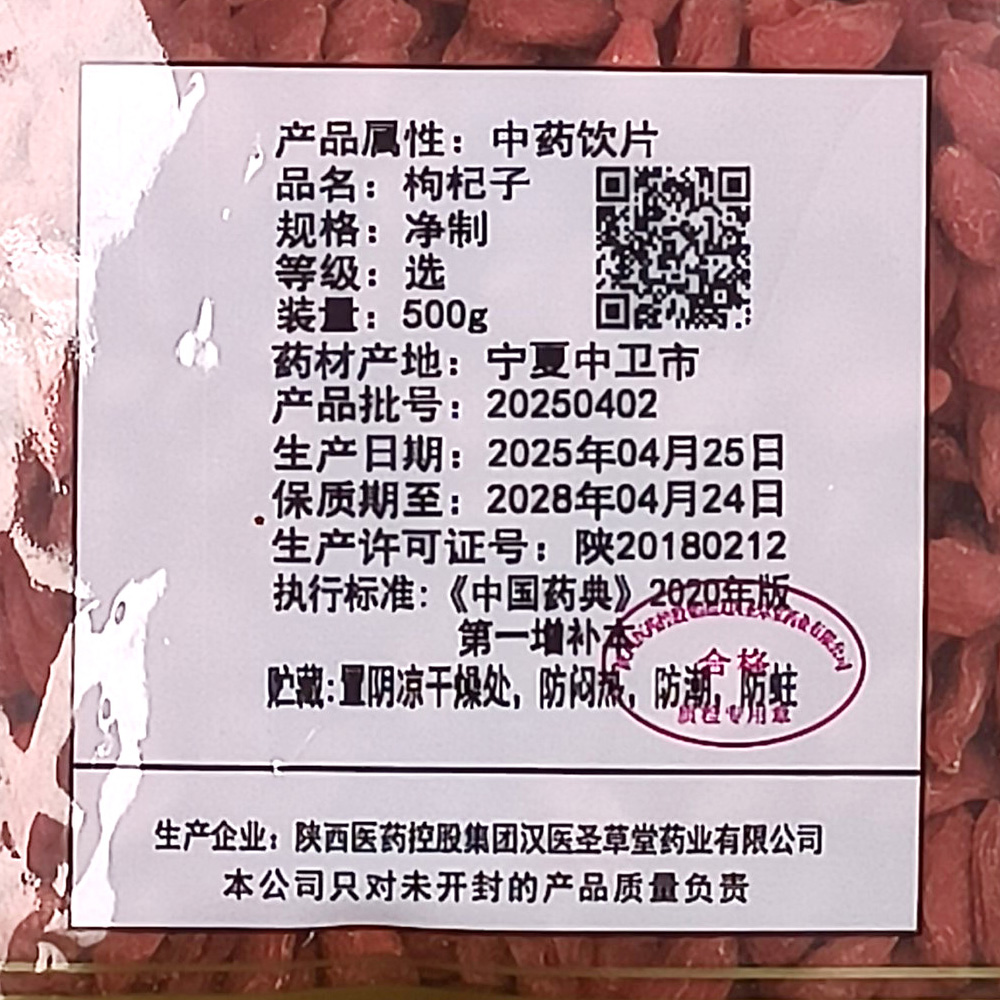 产品属性：中药饮片
品名：枸杞子
规格：净制
等级：选
装量：500g
药材产地：宁夏中卫市
产品批号：20250402
生产日期：2025年04月25日
保质期至：2028年04月24日
生产许可证号：陕20180212
执行标准：《中国药典》2020年版
第一增补本
贮藏：置阴凉干燥处，防闷热，防潮，防蛀
合格
质检专用章
生产企业：陕西医药控股集团汉医圣草堂药业有限公司
本公司只对未开封的产品质量负责